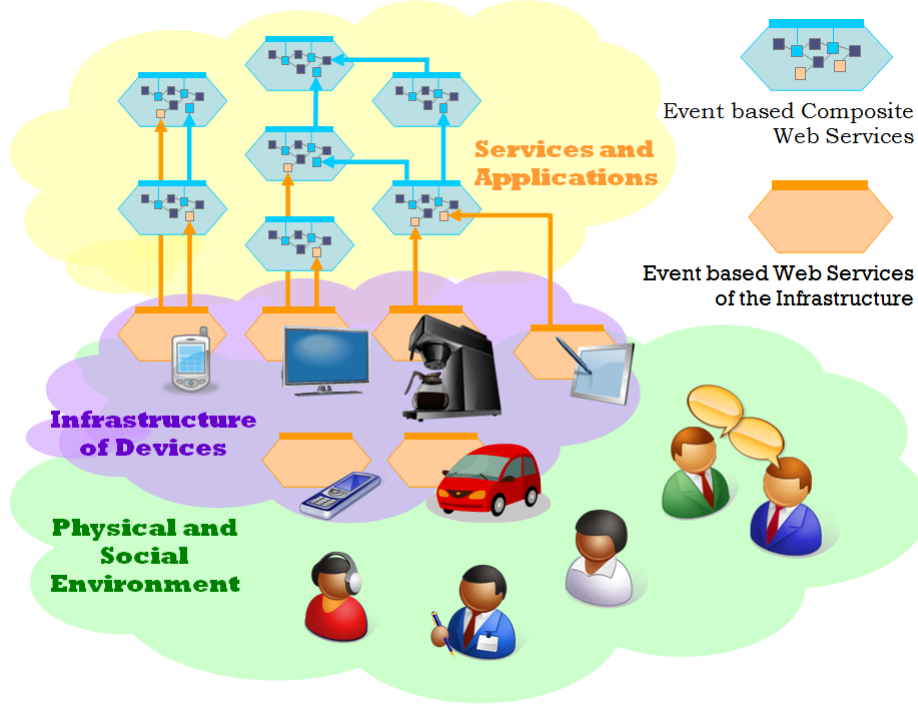 Event based Composite
Web Services
Services and
Applications
Event based Web Services
of the Infrastructure
Infrastructure
of Devices
Physical and
Social
Environment